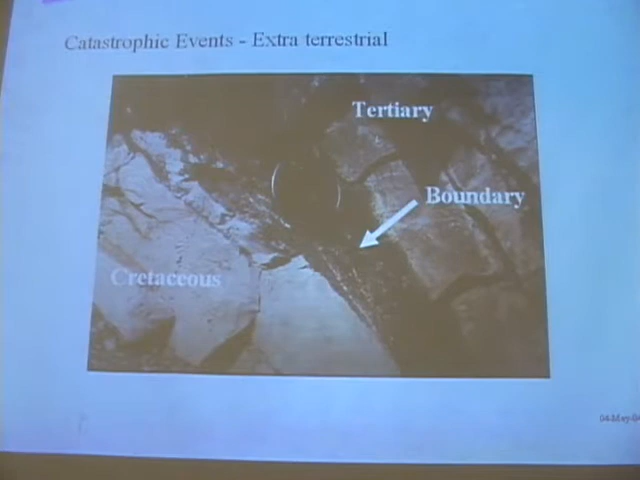 Catastrophic Events - Extra terrestrial
Tertiary
Boundary
Cretaceous